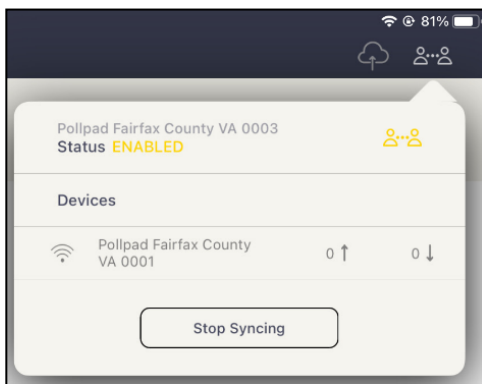 81%
Pollpad Fairfax County VA 0003
Status ENABLED
Devices
Pollpad Fairfax County
VA 0001
0 ↑ 0 ↓
Stop Syncing